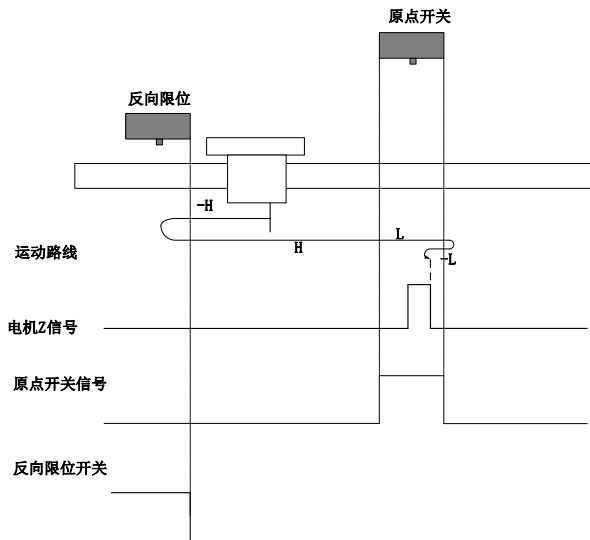 原点开关
反向限位
-H
运动路线
H
L
-L
电机Z信号
原点开关信号
反向限位开关